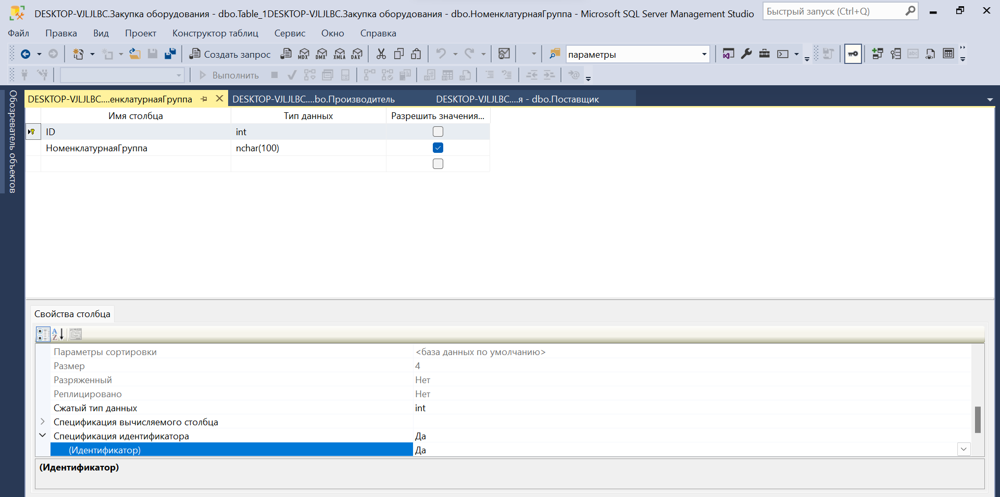 DESKTOP-VJLJLBC.Закупка оборудования - dbo.Table_1DESKTOP-VJLJLBC.Закупка оборудования - dbo.НоменклатурнаяГруппа - Microsoft SQL Server Management Studio
Быстрый запуск (Ctrl+Q)
Файл Правка Вид Проект Конструктор таблиц Сервис Окно Справка
Создать запрос MDX DMX XMLA DAX параметры abc
Выполнить
Обозреватель объектов
DESKTOP-VJLJLBC....енклатурнаяГруппа DESKTOP-VJLJLBC....bo.Производитель DESKTOP-VJLJLBC....я - dbo.Поставщик
Имя столбца Тип данных Разрешить значения...
ID int
НоменклатурнаяГруппа nchar(100)
Свойства столбца
AZ
Параметры сортировки <база данных по умолчанию>
Размер 4
Разряженный Нет
Реплицировано Нет
Сжатый тип данных int
Спецификация вычисляемого столбца
Спецификация идентификатора Да
(Идентификатор) Да
(Идентификатор)